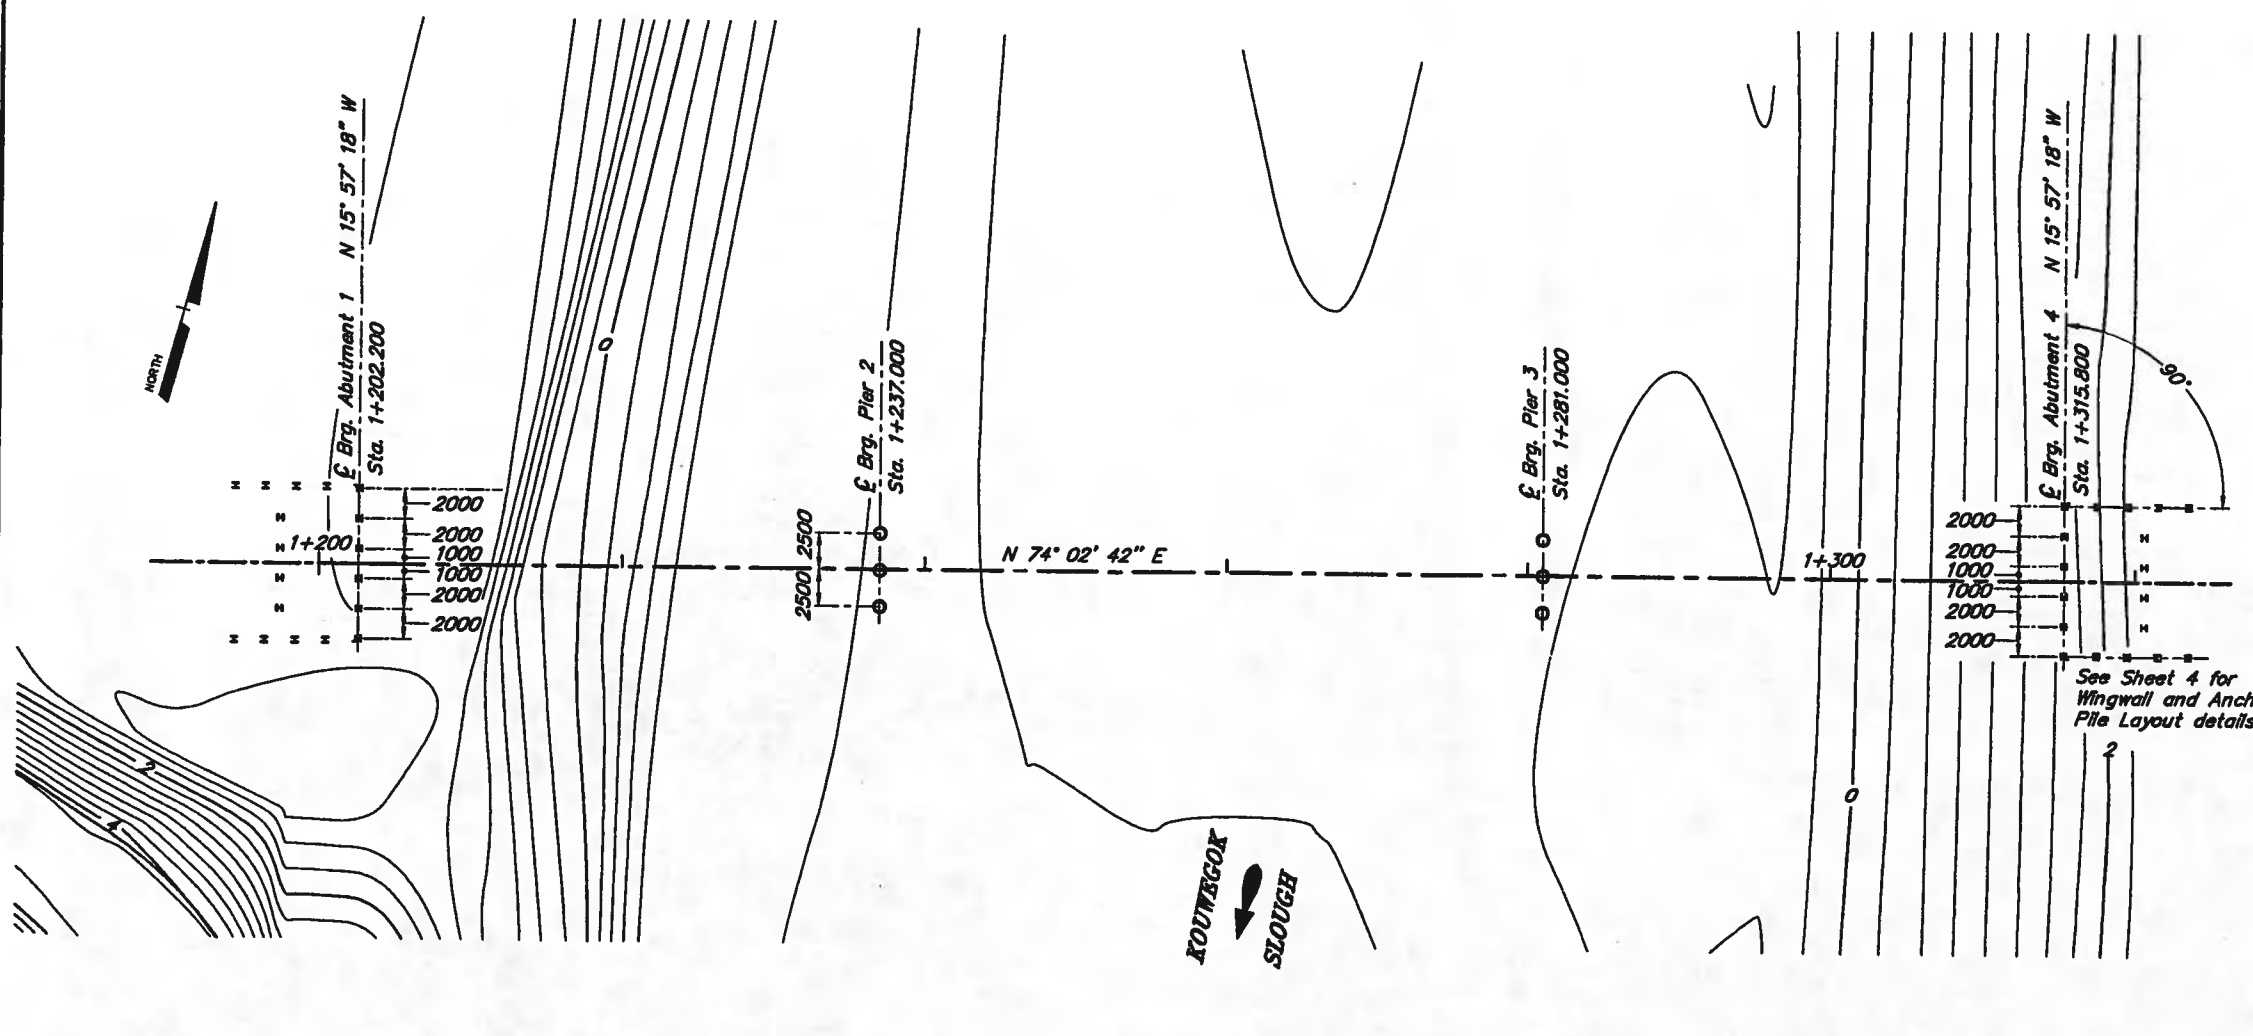 NORTH
℄ Brg. Abutment 1 N 15° 57' 18" W
Sta. 1+202.200
1+200
2000
2000
1000
1000
2000
2000
0
℄ Brg. Pier 2
Sta. 1+237.000
2500
2500
N 74° 02' 42" E
℄ Brg. Pier 3
Sta. 1+281.000
1+300
℄ Brg. Abutment 4 N 15° 57' 18" W
Sta. 1+315.800
90°
2000
2000
1000
1000
2000
2000
See Sheet 4 for
Wingwall and Anch
Pile Layout details
2
0
2
4
KOUWEGOK
SLOUGH